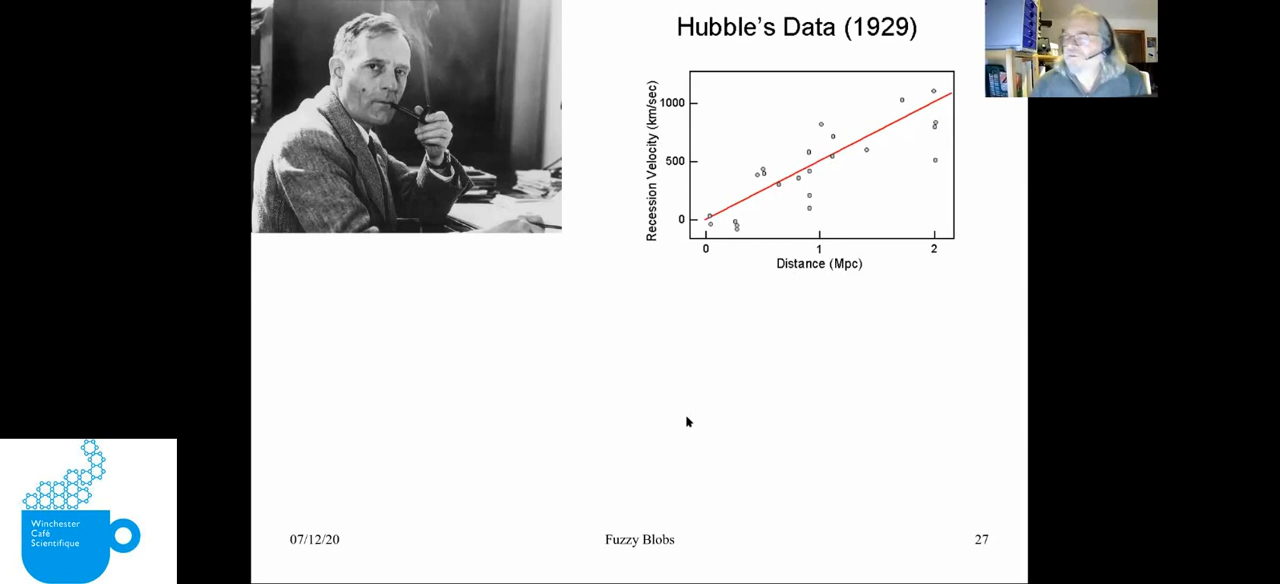 Hubble's Data (1929)
Recession Velocity (km/sec)
1000
500
0
0 1 2
Distance (Mpc)
Winchester
Café
Scientifique
07/12/20 Fuzzy Blobs 27